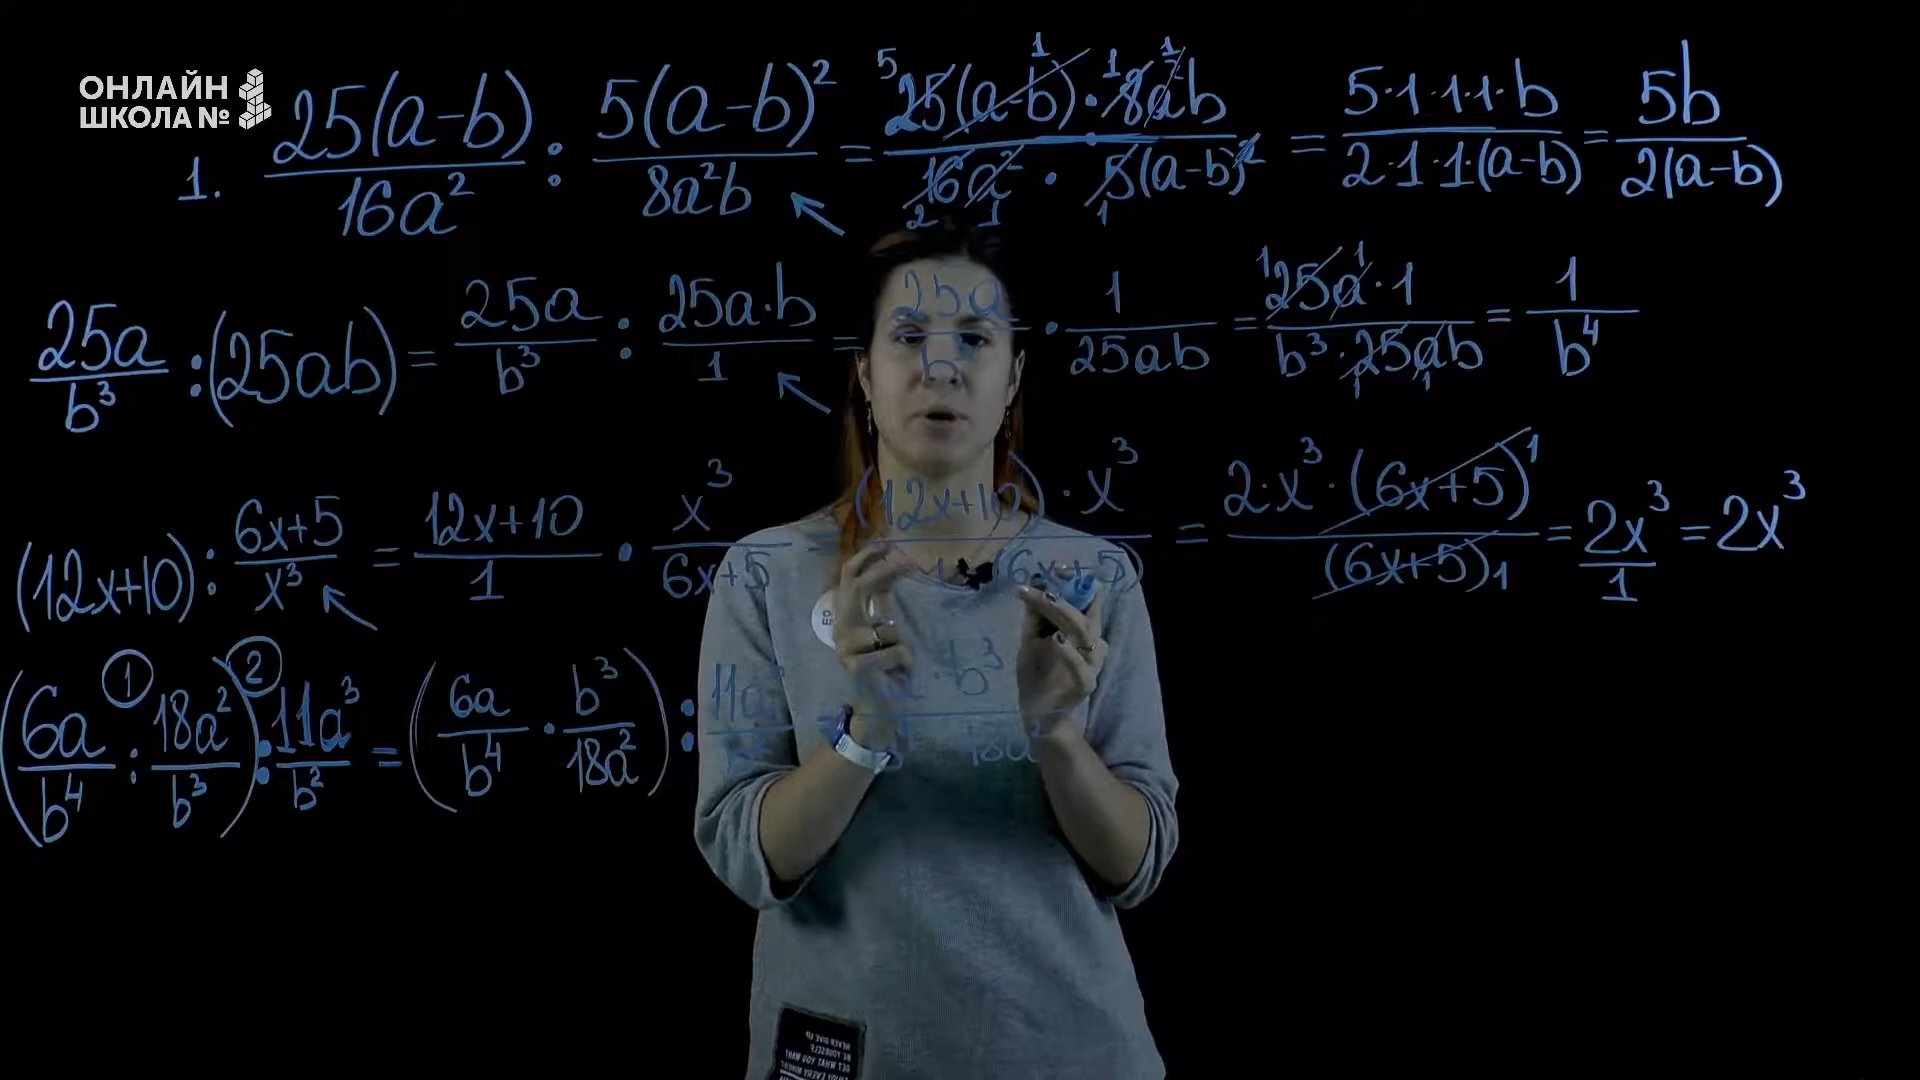 ОНЛАЙН
ШКОЛА №1
1. 25(a-b)/16a² : 5(a-b)²/8a²b = 25(a-b)·8a²b/16a²·5(a-b)² = 5·1·1·1·b/2·1·1·(a-b) = 5b/2(a-b)
25a/b³ : (25ab) = 25a/b³ : 25a·b/1 = 25a/b³ · 1/25ab = 25a·1/b³·25ab = 1/b⁴
(12x+10) : 6x+5/x³ = 12x+10/1 · x³/6x+5 = (12x+10)·x³/1·(6x+5) = 2·x³·(6x+5)/(6x+5) = 2x³/1 = 2x³
(6a/b⁴ : 18a²/b³) : 11a³/b² = (6a/b⁴ · b³/18a²) :